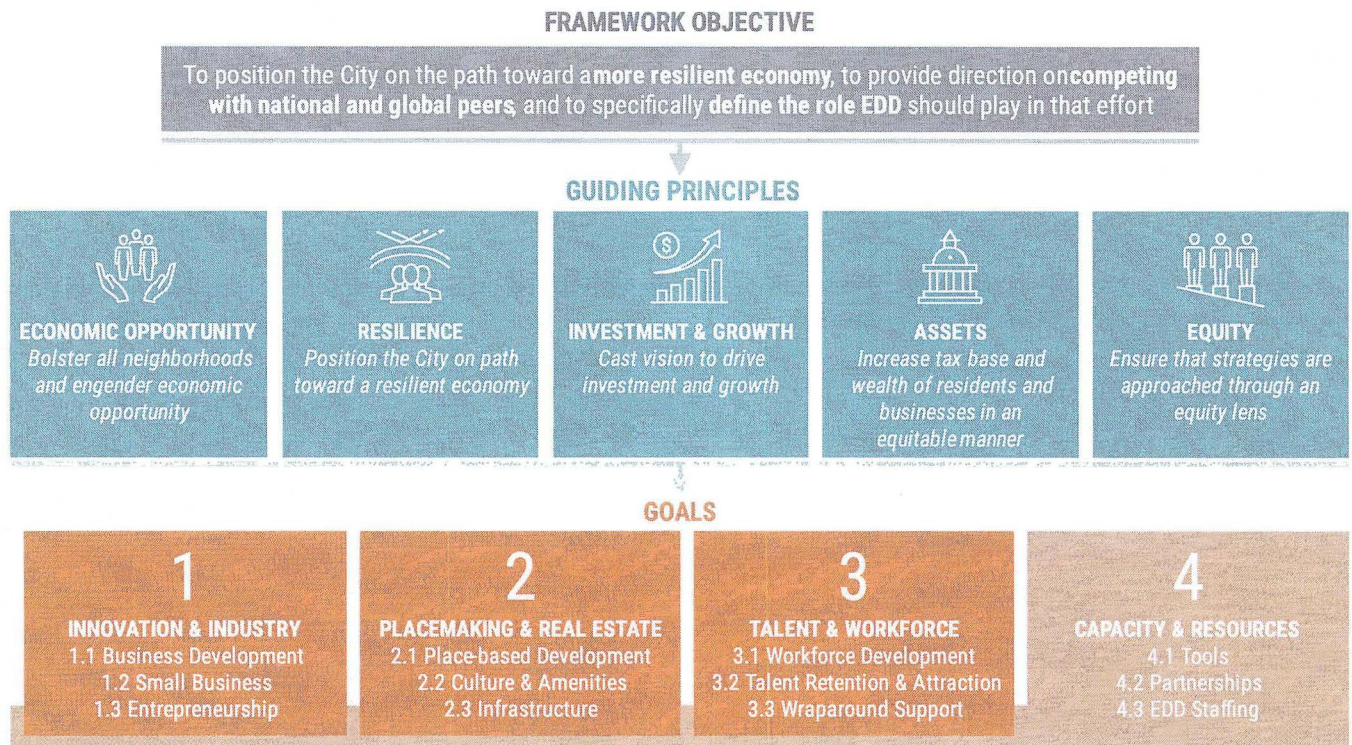 FRAMEWORK OBJECTIVE
To position the City on the path toward a more resilient economy, to provide direction on competing
with national and global peers, and to specifically define the role EDD should play in that effort
GUIDING PRINCIPLES
$
ECONOMIC OPPORTUNITY
Bolster all neighborhoods
and engender economic
opportunity
RESILIENCE
Position the City on path
toward a resilient economy
INVESTMENT & GROWTH
Cast vision to drive
investment and growth
ASSETS
Increase tax base and
wealth of residents and
businesses in an
equitable manner
EQUITY
Ensure that strategies are
approached through an
equity lens
GOALS
1
INNOVATION & INDUSTRY
1.1 Business Development
1.2 Small Business
1.3 Entrepreneurship
2
PLACEMAKING & REAL ESTATE
2.1 Place-based Development
2.2 Culture & Amenities
2.3 Infrastructure
3
TALENT & WORKFORCE
3.1 Workforce Development
3.2 Talent Retention & Attraction
3.3 Wraparound Support
4
CAPACITY & RESOURCES
4.1 Tools
4.2 Partnerships
4.3 EDD Staffing